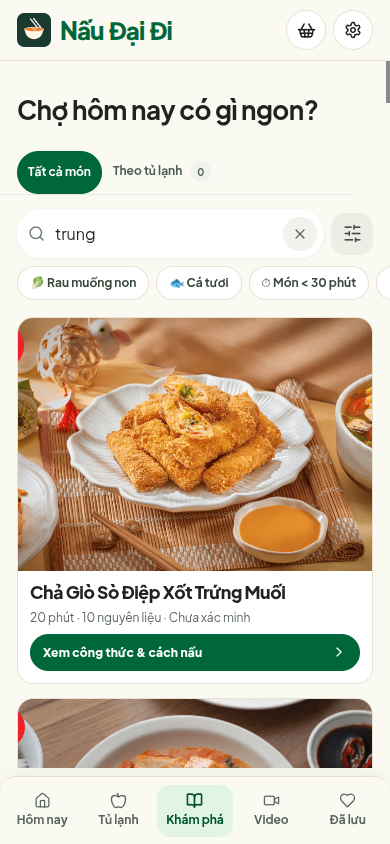 Nấu Đại Đi
Chợ hôm nay có gì ngon?
Tất cả món
Theo tủ lạnh 0
trung
🥬 Rau muống non
🐟 Cá tươi
⏱ Món < 30 phút
Chả Giò Sò Điệp Xốt Trứng Muối
20 phút · 10 nguyên liệu · Chưa xác minh
Xem công thức & cách nấu
Hôm nay
Tủ lạnh
Khám phá
Video
Đã lưu